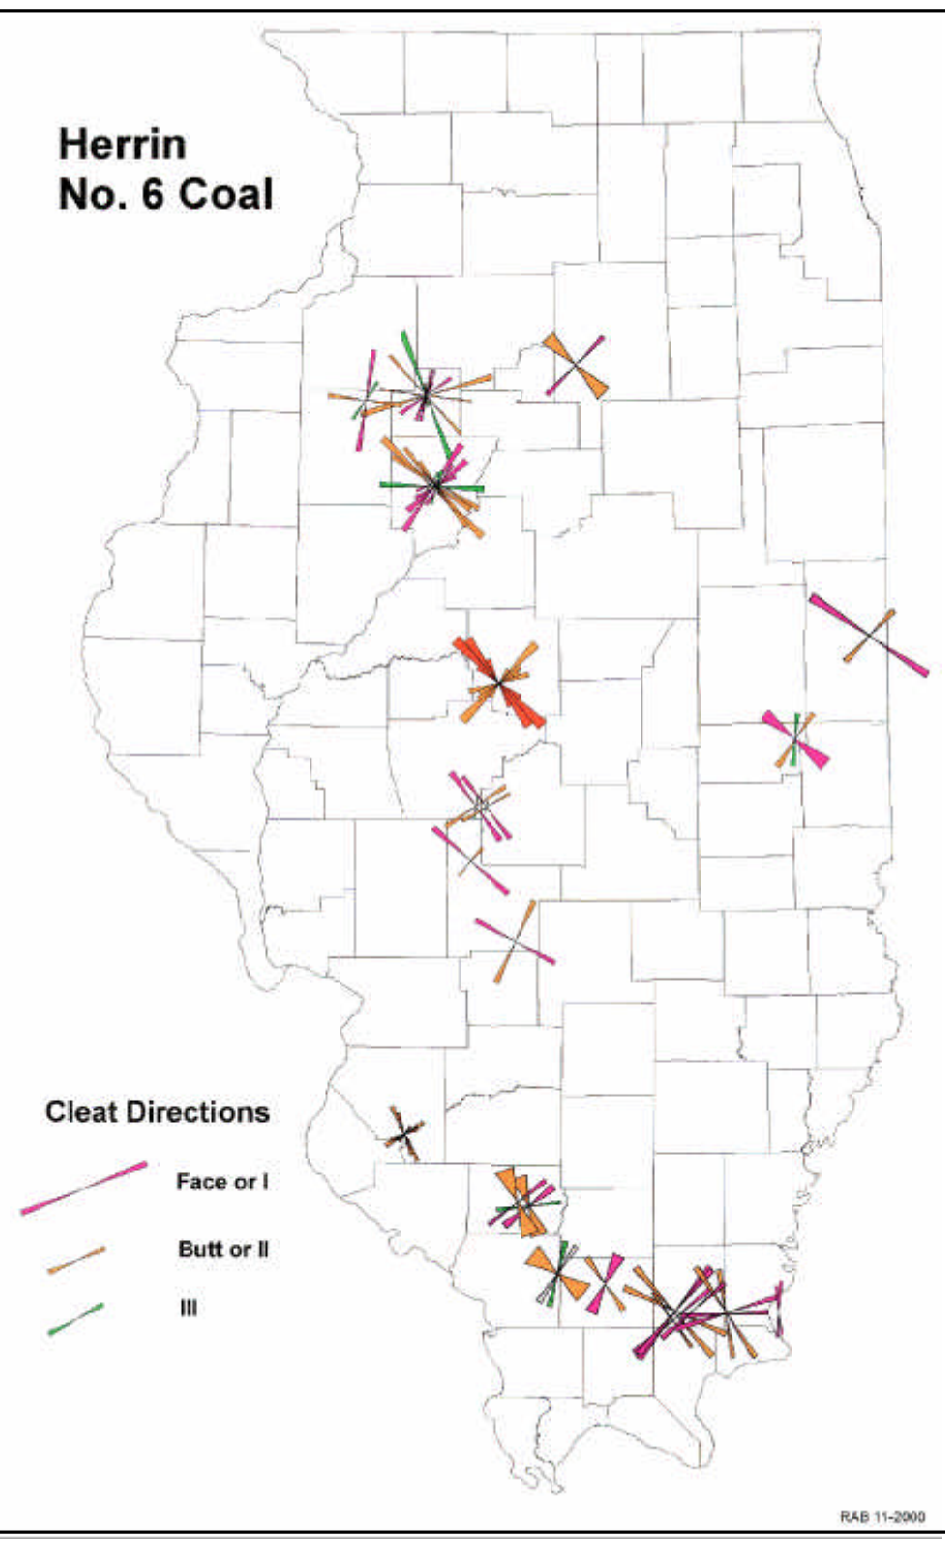 Herrin
No. 6 Coal
Cleat Directions
Face or I
Butt or II
III
RAB 11-2000